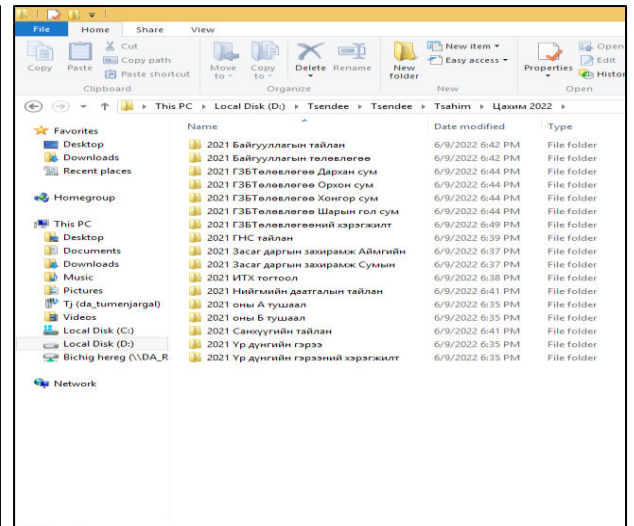 File Home Share View
Copy Paste Cut
Copy path
Paste shortcut
Move to Copy to Delete Rename New folder
New item
Easy access
Properties Open
Edit
Histor
Clipboard Organize New Open
This PC Local Disk (D:) Tsendee Tsendee Tsahim Цахим 2022
Name Date modified Type
Favorites
Desktop
Downloads
Recent places
Homegroup
This PC
Desktop
Documents
Downloads
Music
Pictures
Tj (da_tumenjargal)
Videos
Local Disk (C:)
Local Disk (D:)
Bichig hereg (\\DA_R
Network
2021 Байгууллагын тайлан 6/9/2022 6:42 PM File folder
2021 Байгууллагын төлөвлөгөө 6/9/2022 6:42 PM File folder
2021 ГЗБТөлөвлөгөө Дархан сум 6/9/2022 6:44 PM File folder
2021 ГЗБТөлөвлөгөө Орхон сум 6/9/2022 6:44 PM File folder
2021 ГЗБТөлөвлөгөө Хонгор сум 6/9/2022 6:44 PM File folder
2021 ГЗБТөлөвлөгөө Шарын гол сум 6/9/2022 6:44 PM File folder
2021 ГЗБТөлөвлөгөөний хэрэгжилт 6/9/2022 6:49 PM File folder
2021 ГНС тайлан 6/9/2022 6:39 PM File folder
2021 Засаг даргын захирамж Аймгийн 6/9/2022 6:37 PM File folder
2021 Засаг даргын захирамж Сумын 6/9/2022 6:37 PM File folder
2021 ИТХ тогтоол 6/9/2022 6:38 PM File folder
2021 Нийгмийн даатгалын тайлан 6/9/2022 6:41 PM File folder
2021 оны А тушаал 6/9/2022 6:35 PM File folder
2021 оны Б тушаал 6/9/2022 6:35 PM File folder
2021 Санхүүгийн тайлан 6/9/2022 6:41 PM File folder
2021 Үр дүнгийн гэрээ 6/9/2022 6:35 PM File folder
2021 Үр дүнгийн гэрээний хэрэгжилт 6/9/2022 6:35 PM File folder